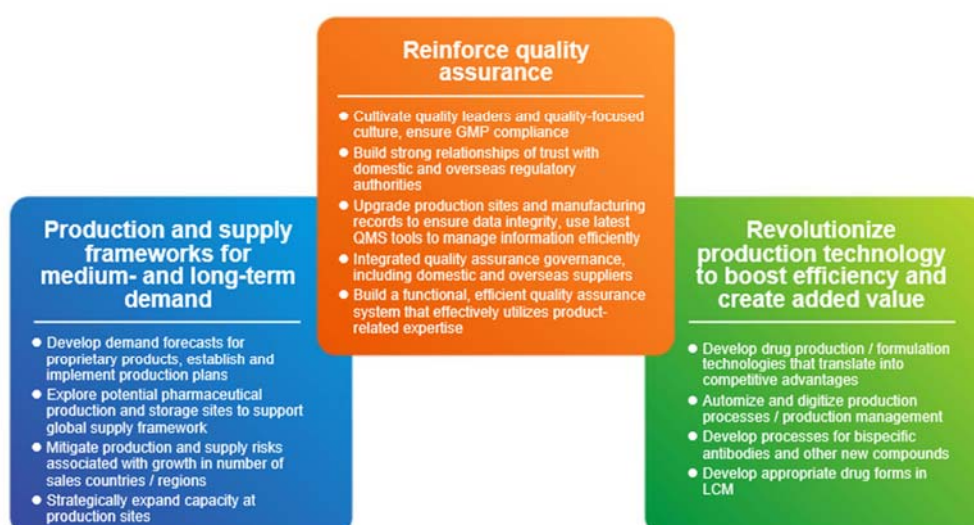 Reinforce quality
assurance
● Cultivate quality leaders and quality-focused
culture, ensure GMP compliance
● Build strong relationships of trust with
domestic and overseas regulatory
authorities
● Upgrade production sites and manufacturing
records to ensure data integrity, use latest
QMS tools to manage information efficiently
● Integrated quality assurance governance,
including domestic and overseas suppliers
● Build a functional, efficient quality assurance
system that effectively utilizes product-
related expertise
Production and supply
frameworks for
medium- and long-term
demand
● Develop demand forecasts for
proprietary products, establish and
implement production plans
● Explore potential pharmaceutical
production and storage sites to support
global supply framework
● Mitigate production and supply risks
associated with growth in number of
sales countries / regions
● Strategically expand capacity at
production sites
Revolutionize
production technology
to boost efficiency and
create added value
● Develop drug production / formulation
technologies that translate into
competitive advantages
● Automize and digitize production
processes / production management
● Develop processes for bispecific
antibodies and other new compounds
● Develop appropriate drug forms in
LCM